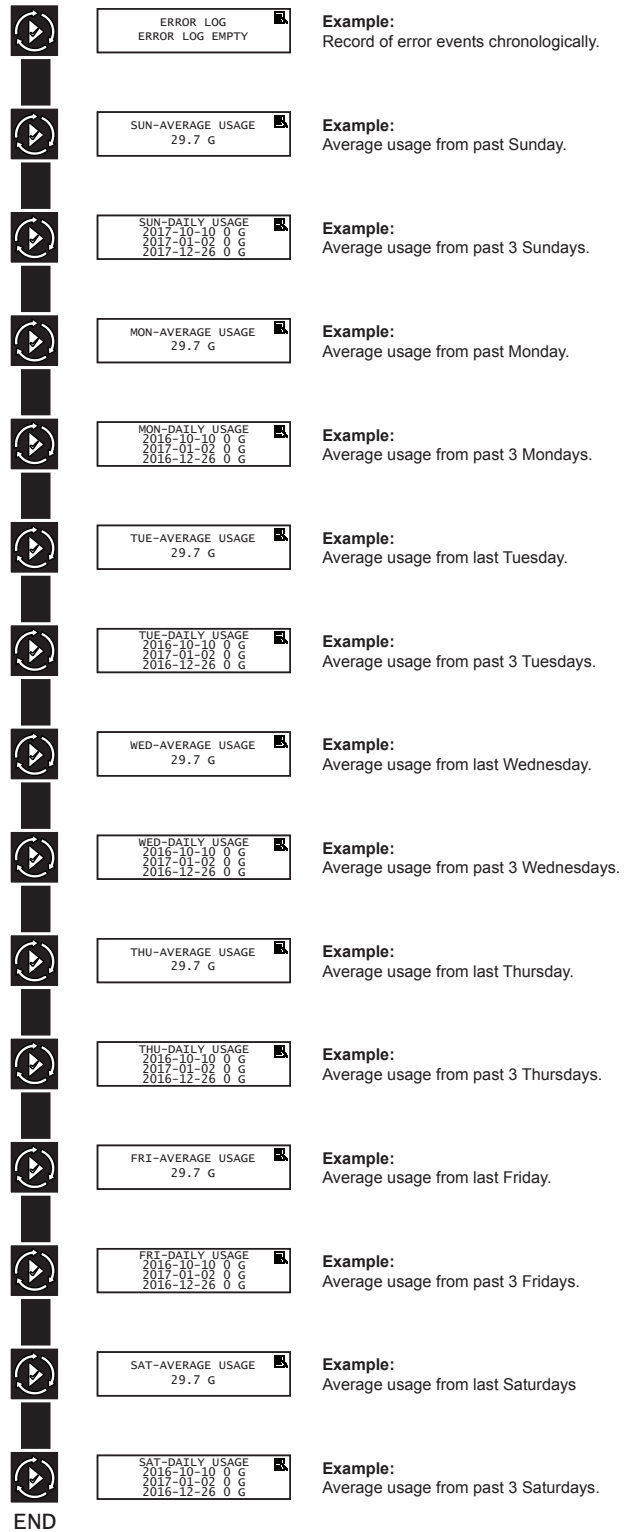 ERROR LOG
ERROR LOG EMPTY
Example:
Record of error events chronologically.
SUN-AVERAGE USAGE
29.7 G
Example:
Average usage from past Sunday.
SUN-DAILY USAGE
2017-10-10 0 G
2017-01-02 0 G
2017-12-26 0 G
Example:
Average usage from past 3 Sundays.
MON-AVERAGE USAGE
29.7 G
Example:
Average usage from past Monday.
MON-DAILY USAGE
2016-10-10 0 G
2017-01-02 0 G
2016-12-26 0 G
Example:
Average usage from past 3 Mondays.
TUE-AVERAGE USAGE
29.7 G
Example:
Average usage from last Tuesday.
TUE-DAILY USAGE
2016-10-10 0 G
2017-01-02 0 G
2016-12-26 0 G
Example:
Average usage from past 3 Tuesdays.
WED-AVERAGE USAGE
29.7 G
Example:
Average usage from last Wednesday.
WED-DAILY USAGE
2016-10-10 0 G
2017-01-02 0 G
2016-12-26 0 G
Example:
Average usage from past 3 Wednesdays.
THU-AVERAGE USAGE
29.7 G
Example:
Average usage from last Thursday.
THU-DAILY USAGE
2016-10-10 0 G
2017-01-02 0 G
2016-12-26 0 G
Example:
Average usage from past 3 Thursdays.
FRI-AVERAGE USAGE
29.7 G
Example:
Average usage from last Friday.
FRI-DAILY USAGE
2016-10-10 0 G
2017-01-02 0 G
2016-12-26 0 G
Example:
Average usage from past 3 Fridays.
SAT-AVERAGE USAGE
29.7 G
Example:
Average usage from last Saturdays
SAT-DAILY USAGE
2016-10-10 0 G
2017-01-02 0 G
2016-12-26 0 G
Example:
Average usage from past 3 Saturdays.
END